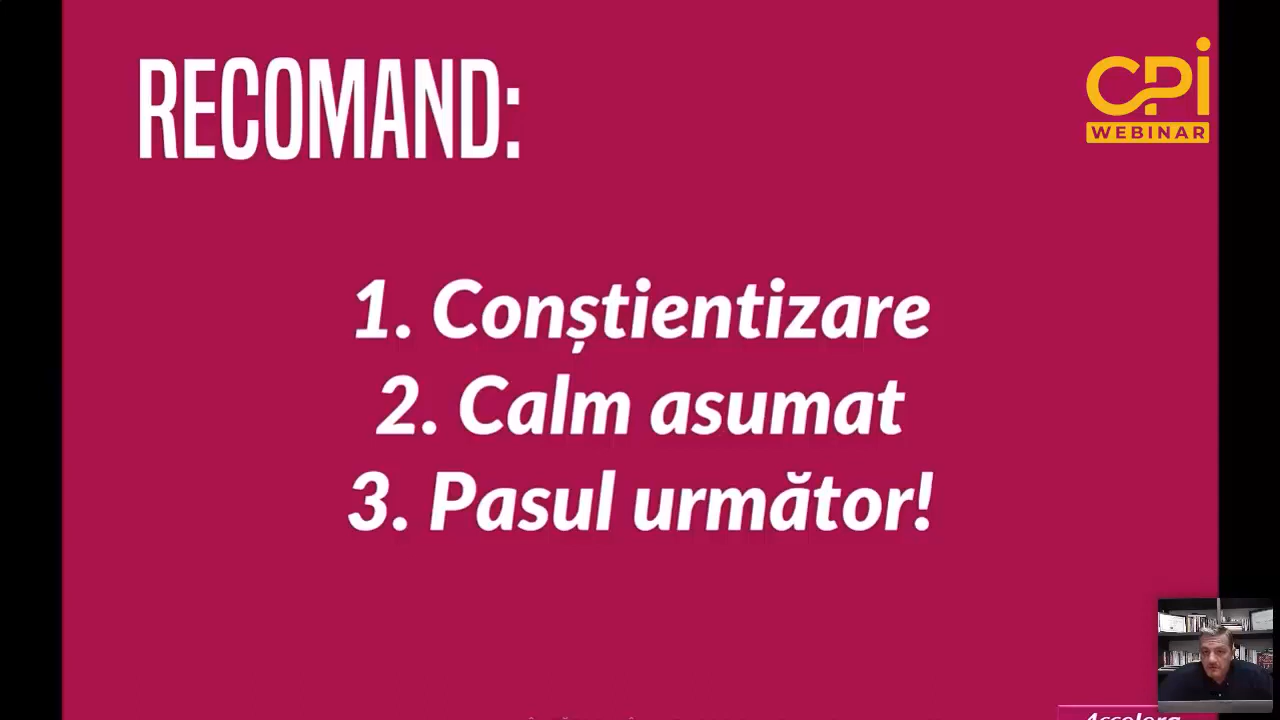 RECOMAND:
CPi
WEBINAR
1. Conștientizare
2. Calm asumat
3. Pasul următor!